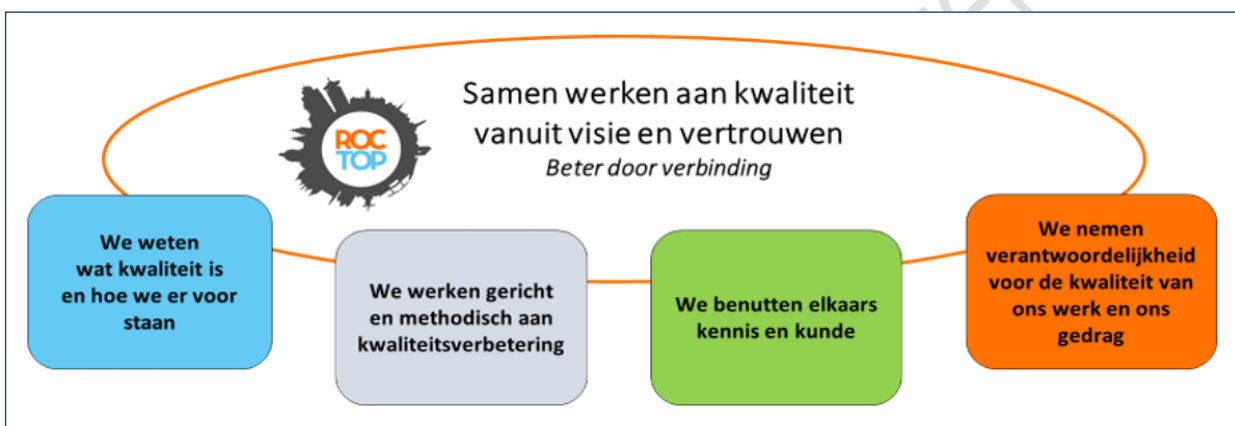 Samen werken aan kwaliteit
vanuit visie en vertrouwen
Beter door verbinding
ROC
TOP
We weten
wat kwaliteit is
en hoe we er voor
staan
We werken gericht
en methodisch aan
kwaliteitsverbetering
We benutten elkaars
kennis en kunde
We nemen
verantwoordelijkheid
voor de kwaliteit van
ons werk en ons
gedrag